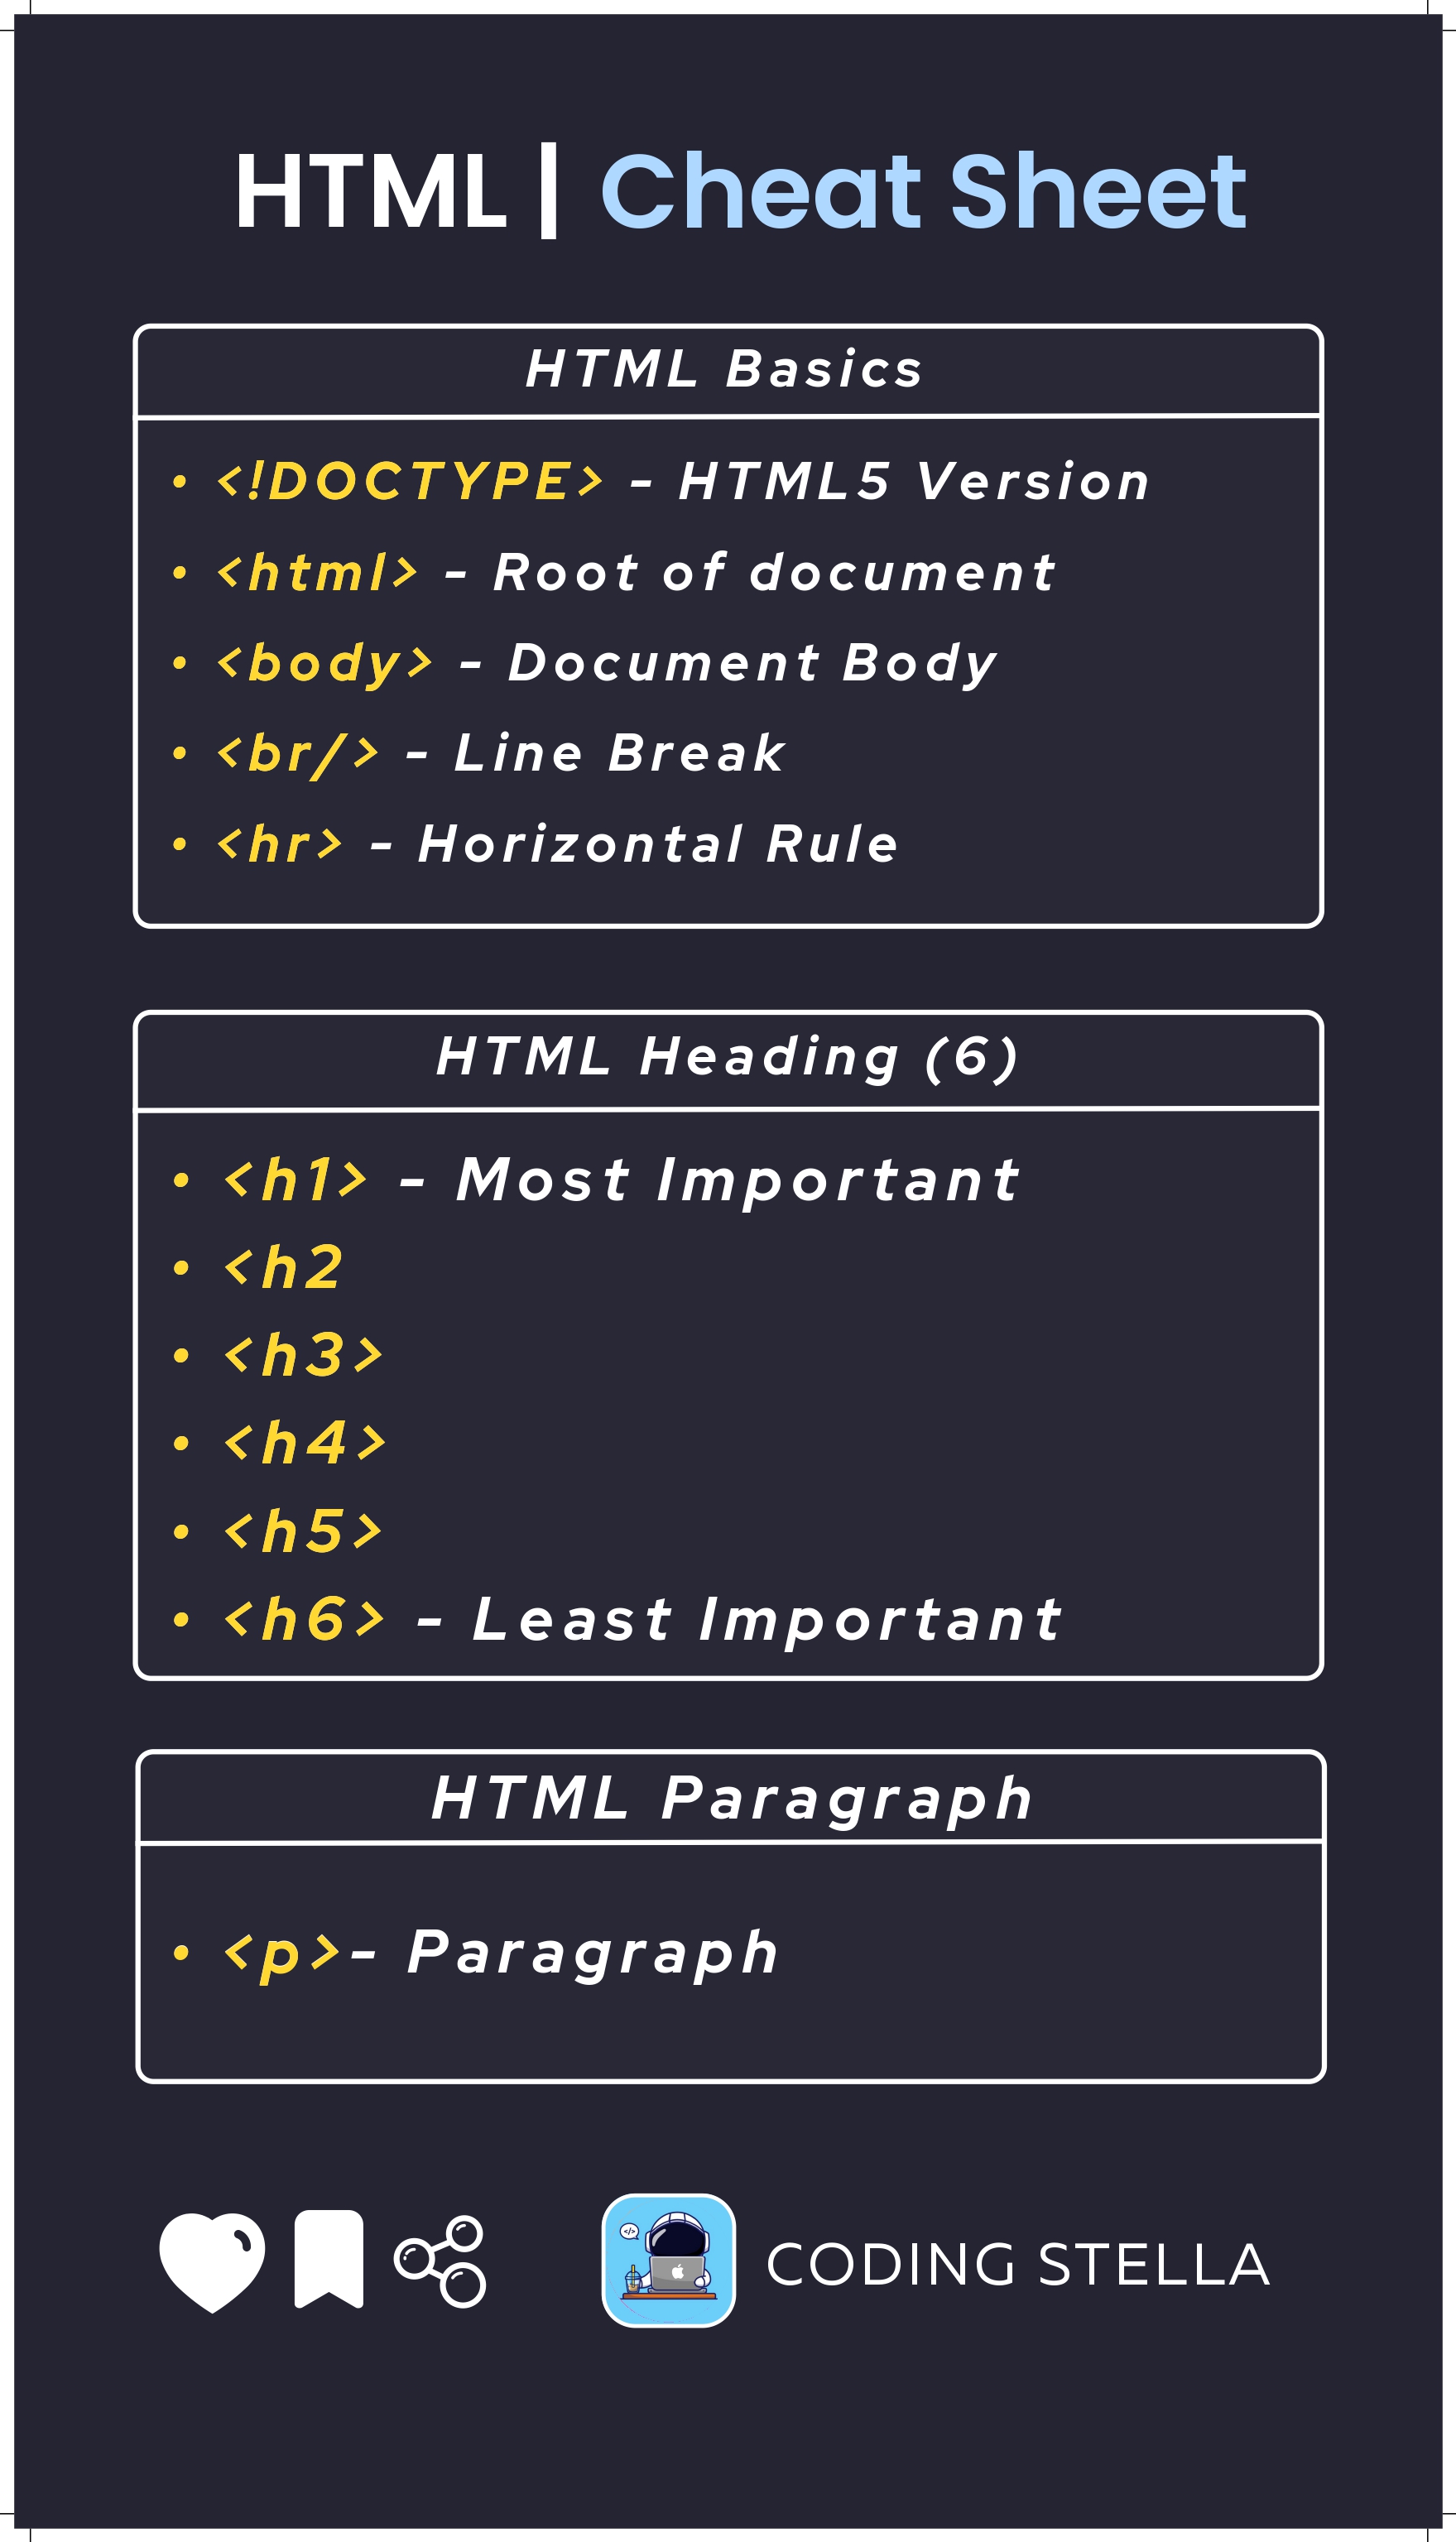 HTML | Cheat Sheet
HTML Basics
• <!DOCTYPE> - HTML5 Version
• <html> - Root of document
• <body> - Document Body
• <br/> - Line Break
• <hr> - Horizontal Rule
HTML Heading (6)
• <h1> - Most Important
• <h2
• <h3>
• <h4>
• <h5>
• <h6> - Least Important
HTML Paragraph
• <p>- Paragraph
</>
CODING STELLA